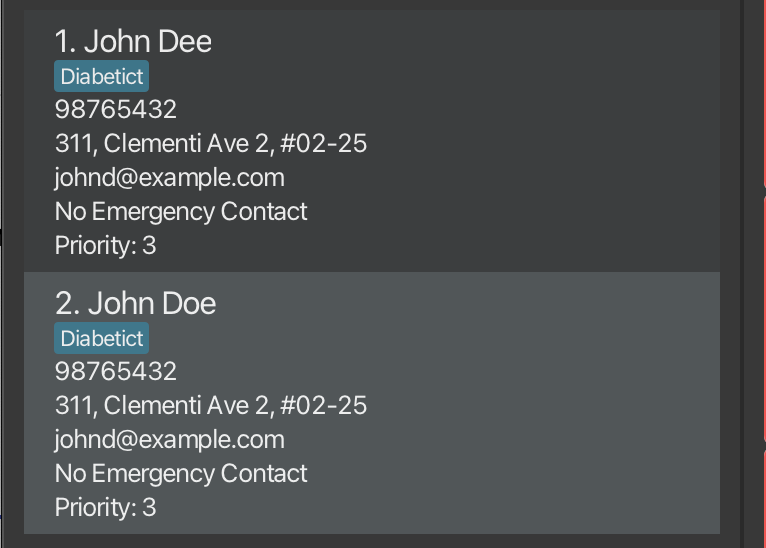 1. John Dee
Diabetict
98765432
311, Clementi Ave 2, #02-25
johnd@example.com
No Emergency Contact
Priority: 3
2. John Doe
Diabetict
98765432
311, Clementi Ave 2, #02-25
johnd@example.com
No Emergency Contact
Priority: 3